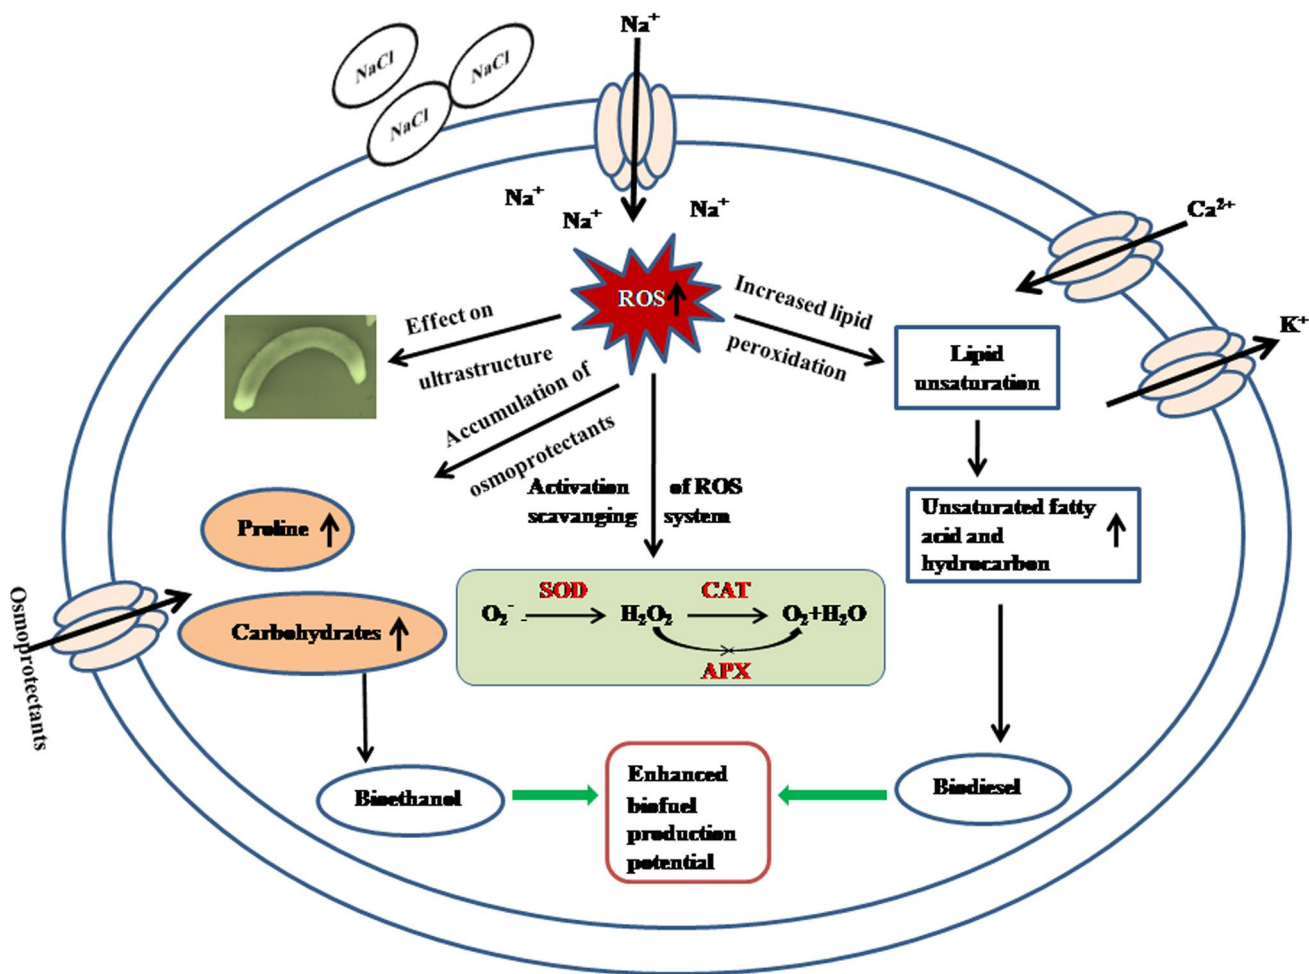 Na⁺
NaCl
NaCl
NaCl
Na⁺
Na⁺
Na⁺
Ca²⁺
K⁺
ROS
Effect on
ultrastructure
Increased lipid
peroxidation
Lipid
unsaturation
Accumulation of
osmoprotectants
Activation of ROS
scavanging system
Unsaturated fatty
acid and
hydrocarbon
Proline
Osmoprotectants
Carbohydrates
SOD CAT
O₂⁻ H₂O₂ O₂+H₂O
APX
Bioethanol
Enhanced
biofuel
production
potential
Biodiesel